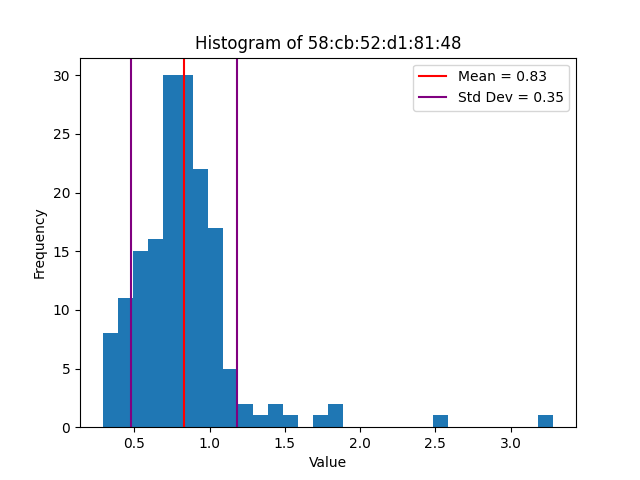 Histogram of 58:cb:52:d1:81:48
Mean = 0.83
Std Dev = 0.35
Frequency
30
25
20
15
10
5
0
0.5 1.0 1.5 2.0 2.5 3.0
Value